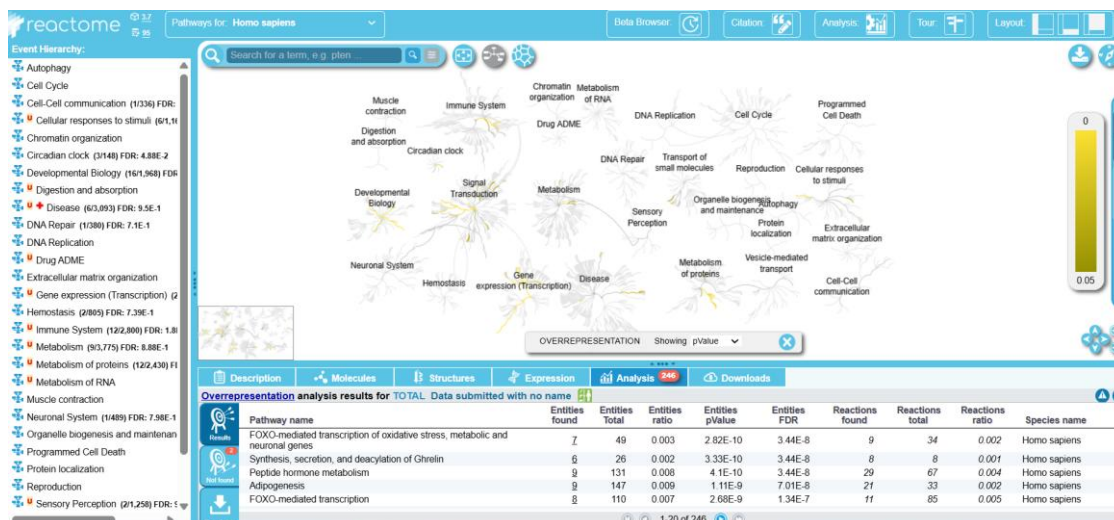 reactome 3.7
95
Pathways for: Homo sapiens
Beta Browser:
Citation:
Analysis:
Tour:
Layout:
Event Hierarchy:
Autophagy
Cell Cycle
Cell-Cell communication (1/336) FDR:
Cellular responses to stimuli (6/1,1
Chromatin organization
Circadian clock (3/148) FDR: 4.88E-2
Developmental Biology (16/1,968) FDR
Digestion and absorption
Disease (6/3,093) FDR: 9.5E-1
DNA Repair (1/380) FDR: 7.1E-1
DNA Replication
Drug ADME
Extracellular matrix organization
Gene expression (Transcription) (2
Hemostasis (2/805) FDR: 7.39E-1
Immune System (12/2,800) FDR: 1.8
Metabolism (9/3,775) FDR: 8.88E-1
Metabolism of proteins (12/2,430) F
Metabolism of RNA
Muscle contraction
Neuronal System (1/489) FDR: 7.98E-1
Organelle biogenesis and maintenan
Programmed Cell Death
Protein localization
Reproduction
Sensory Perception (2/1,258) FDR: 9
Search for a term, e.g. pten ...
Muscle
contraction
Immune System
Chromatin
organization
Metabolism
of RNA
Drug ADME
DNA Replication
Cell Cycle
Programmed
Cell Death
Digestion
and absorption
Circadian clock
DNA Repair
Transport of
small molecules
Reproduction
Cellular responses
to stimuli
Developmental
Biology
Signal
Transduction
Metabolism
Sensory
Perception
Organelle biogenesis
and maintenance
Autophagy
Protein
localization
Extracellular
matrix organization
Neuronal System
Hemostasis
Gene
expression (Transcription)
Disease
Metabolism
of proteins
Vesicle-mediated
transport
Cell-Cell
communication
0
0.05
OVERREPRESENTATION Showing pValue
Description
Molecules
Structures
Expression
Analysis 246
Downloads
Overrepresentation analysis results for TOTAL Data submitted with no name
Results
2
Not found
Pathway name Entities found Entities Total Entities ratio Entities pValue Entities FDR Reactions found Reactions total Reactions ratio Species name
FOXO-mediated transcription of oxidative stress, metabolic and neuronal genes 7 49 0.003 2.82E-10 3.44E-8 9 34 0.002 Homo sapiens
Synthesis, secretion, and deacylation of Ghrelin 6 26 0.002 3.33E-10 3.44E-8 8 8 0.001 Homo sapiens
Peptide hormone metabolism 9 131 0.008 4.1E-10 3.44E-8 29 67 0.004 Homo sapiens
Adipogenesis 9 147 0.009 1.11E-9 7.01E-8 21 33 0.002 Homo sapiens
FOXO-mediated transcription 8 110 0.007 2.68E-9 1.34E-7 11 85 0.005 Homo sapiens
1-20 of 246